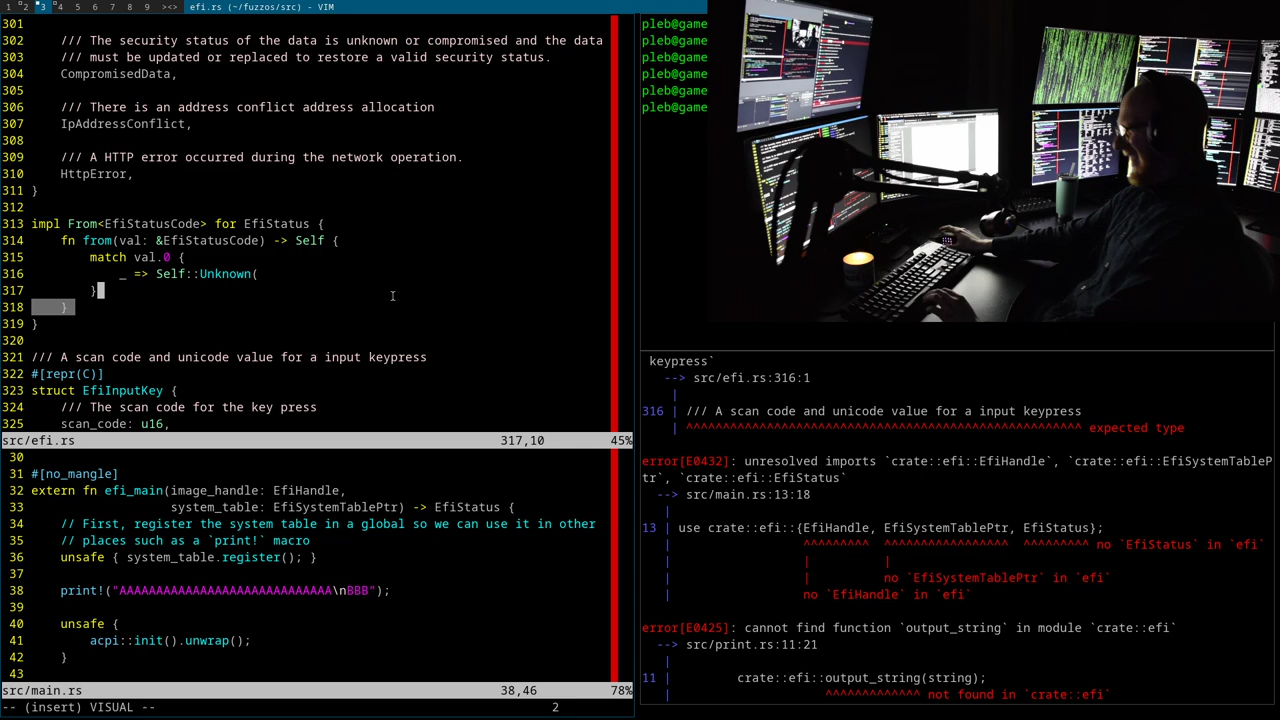 1 2 3 4 5 6 7 8 9 ><> efi.rs (~/fuzzos/src) - VIM
301
302     /// The security status of the data is unknown or compromised and the data
303     /// must be updated or replaced to restore a valid security status.
304     CompromisedData,
305
306     /// There is an address conflict address allocation
307     IpAddressConflict,
308
309     /// A HTTP error occurred during the network operation.
310     HttpError,
311 }
312
313 impl From<EfiStatusCode> for EfiStatus {
314     fn from(val: &EfiStatusCode) -> Self {
315         match val.0 {
316             _ => Self::Unknown(
317         }
318     }
319 }
320
321 /// A scan code and unicode value for a input keypress
322 #[repr(C)]
323 struct EfiInputKey {
324     /// The scan code for the key press
325     scan_code: u16,
src/efi.rs 317,10 45%
30
31 #[no_mangle]
32 extern fn efi_main(image_handle: EfiHandle,
33                    system_table: EfiSystemTablePtr) -> EfiStatus {
34     // First, register the system table in a global so we can use it in other
35     // places such as a `print!` macro
36     unsafe { system_table.register(); }
37
38     print!("AAAAAAAAAAAAAAAAAAAAAAAAAAAAA\nBBB");
39
40     unsafe {
41         acpi::init().unwrap();
42     }
43
src/main.rs 38,46 78%
-- (insert) VISUAL -- 2
pleb@game
pleb@game
pleb@game
pleb@game
pleb@game
pleb@game
keypress`
--> src/efi.rs:316:1
|
316 | /// A scan code and unicode value for a input keypress
| ^^^^^^^^^^^^^^^^^^^^^^^^^^^^^^^^^^^^^^^^^^^^^^^^^^^^^^ expected type
error[E0432]: unresolved imports `crate::efi::EfiHandle`, `crate::efi::EfiSystemTableP
tr`, `crate::efi::EfiStatus`
--> src/main.rs:13:18
|
13 | use crate::efi::{EfiHandle, EfiSystemTablePtr, EfiStatus};
| ^^^^^^^^^ ^^^^^^^^^^^^^^^^^ ^^^^^^^^^ no `EfiStatus` in `efi`
| | |
| | no `EfiSystemTablePtr` in `efi`
| no `EfiHandle` in `efi`
error[E0425]: cannot find function `output_string` in module `crate::efi`
--> src/print.rs:11:21
|
11 | crate::efi::output_string(string);
| ^^^^^^^^^^^^^ not found in `crate::efi`